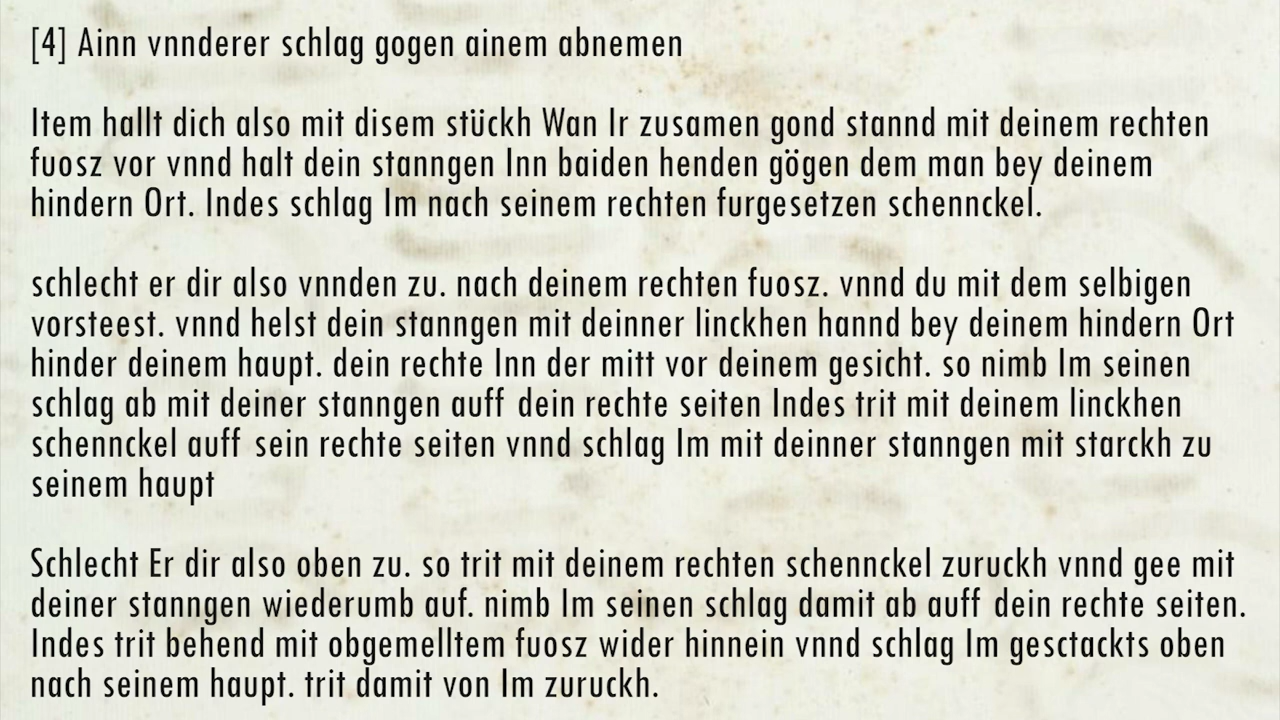 [4] Ainn vnnderer schlag gogen ainem abnemen
Item hallt dich also mit disem stückh Wan Ir zusamen gond stannd mit deinem rechten
fuosz vor vnnd halt dein stanngen Inn baiden henden gögen dem man bey deinem
hindern Ort. Indes schlag Im nach seinem rechten furgesetzen schennckel.
schlecht er dir also vnnden zu. nach deinem rechten fuosz. vnnd du mit dem selbigen
vorsteest. vnnd helst dein stanngen mit deinner linckhen hannd bey deinem hindern Ort
hinder deinem haupt. dein rechte Inn der mitt vor deinem gesicht. so nimb Im seinen
schlag ab mit deiner stanngen auff dein rechte seiten Indes trit mit deinem linckhen
schennckel auff sein rechte seiten vnnd schlag Im mit deinner stanngen mit starckh zu
seinem haupt
Schlecht Er dir also oben zu. so trit mit deinem rechten schennckel zuruckh vnnd gee mit
deiner stanngen wiederumb auf. nimb Im seinen schlag damit ab auff dein rechte seiten.
Indes trit behend mit obgemelltem fuosz wider hinnein vnnd schlag Im gesctackts oben
nach seinem haupt. trit damit von Im zuruckh.